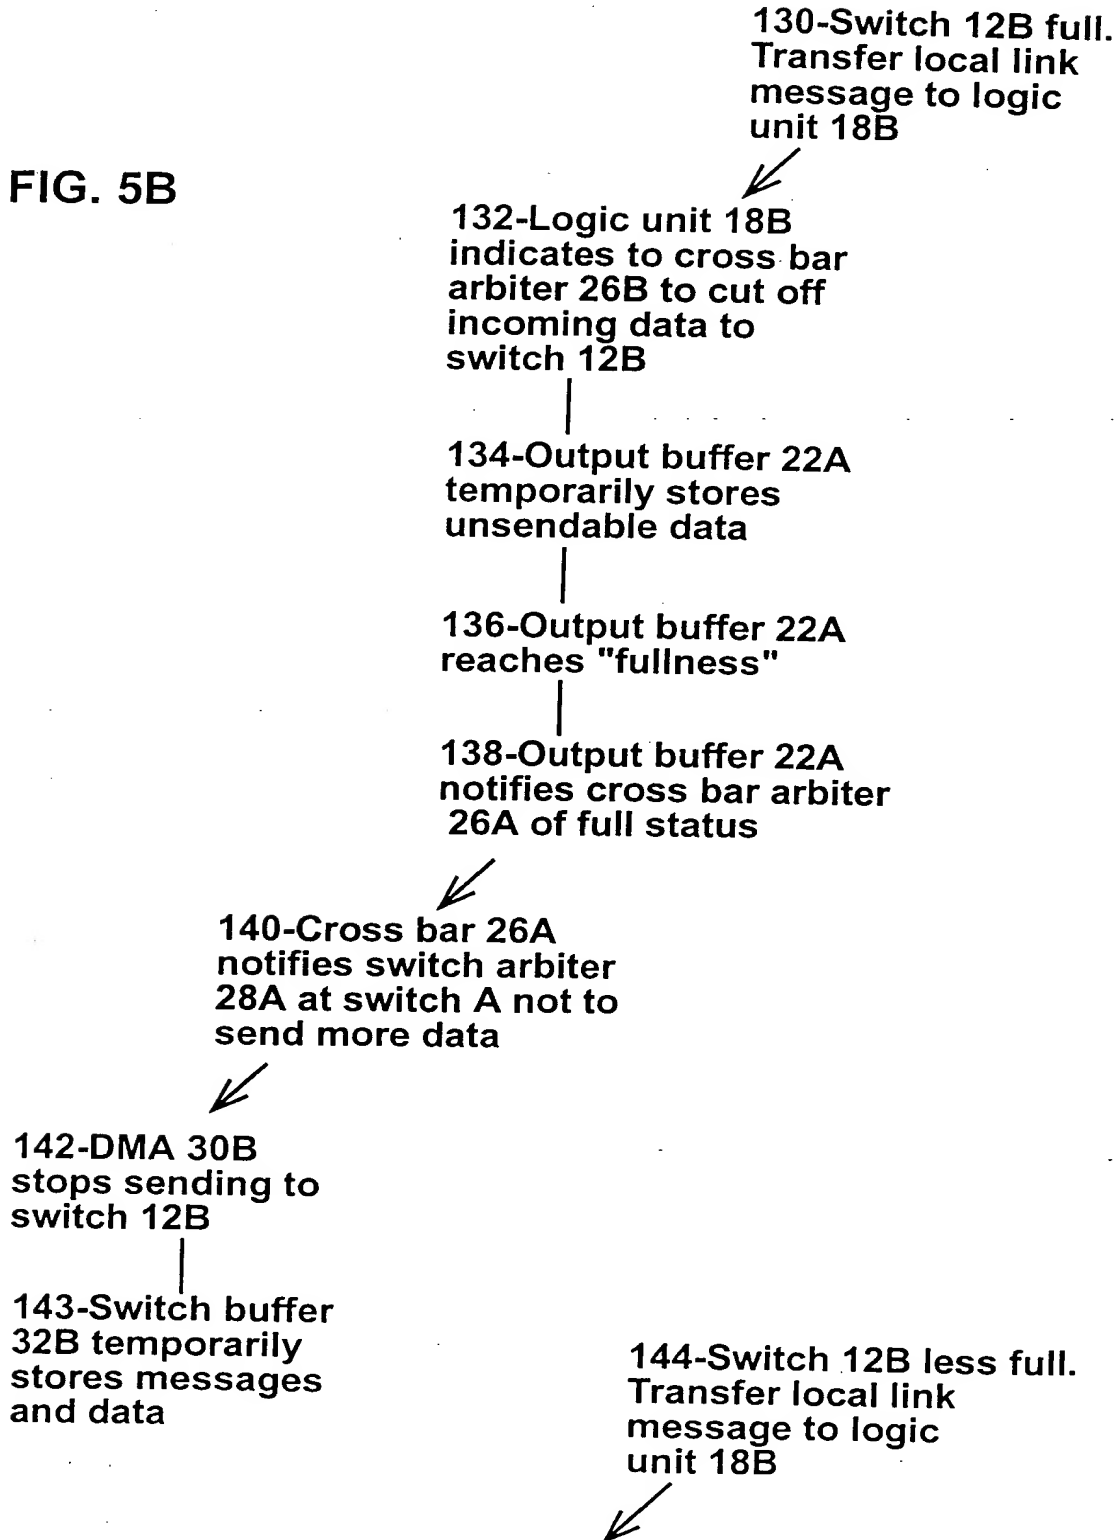 130-Switch 12B full.
Transfer local link
message to logic
unit 18B
FIG. 5B
132-Logic unit 18B
indicates to cross bar
arbiter 26B to cut off
incoming data to
switch 12B
134-Output buffer 22A
temporarily stores
unsendable data
136-Output buffer 22A
reaches "fullness"
138-Output buffer 22A
notifies cross bar arbiter
26A of full status
140-Cross bar 26A
notifies switch arbiter
28A at switch A not to
send more data
142-DMA 30B
stops sending to
switch 12B
143-Switch buffer
32B temporarily
stores messages
and data
144-Switch 12B less full.
Transfer local link
message to logic
unit 18B